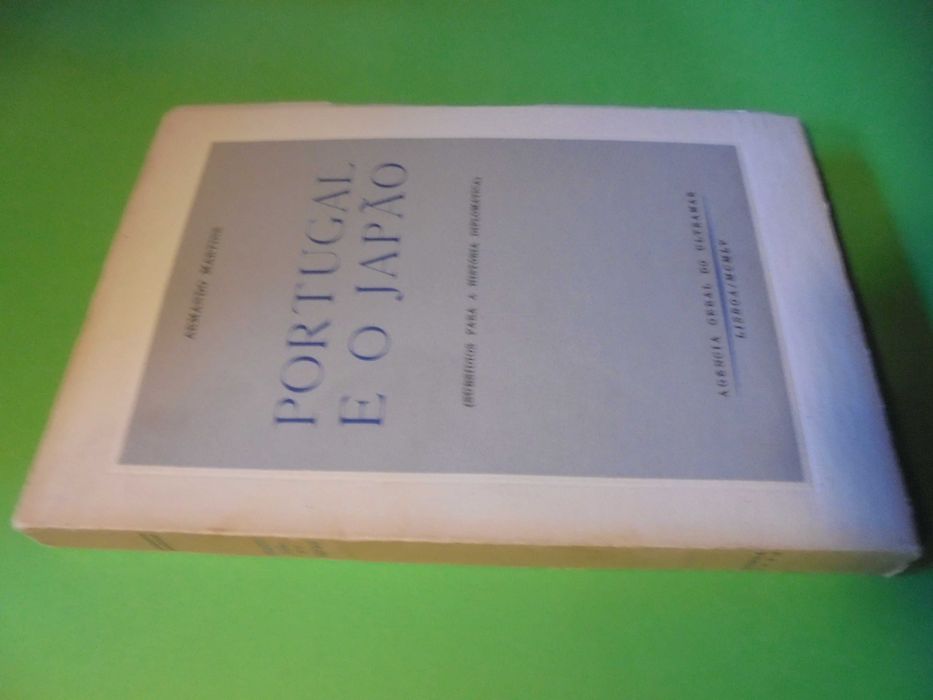 ARMANDO MARTINS
PORTUGAL
E O JAPÃO
(SUBSÍDIOS PARA A HISTÓRIA DIPLOMÁTICA)
AGÊNCIA GERAL DO ULTRAMAR
LISBOA/MCMLV